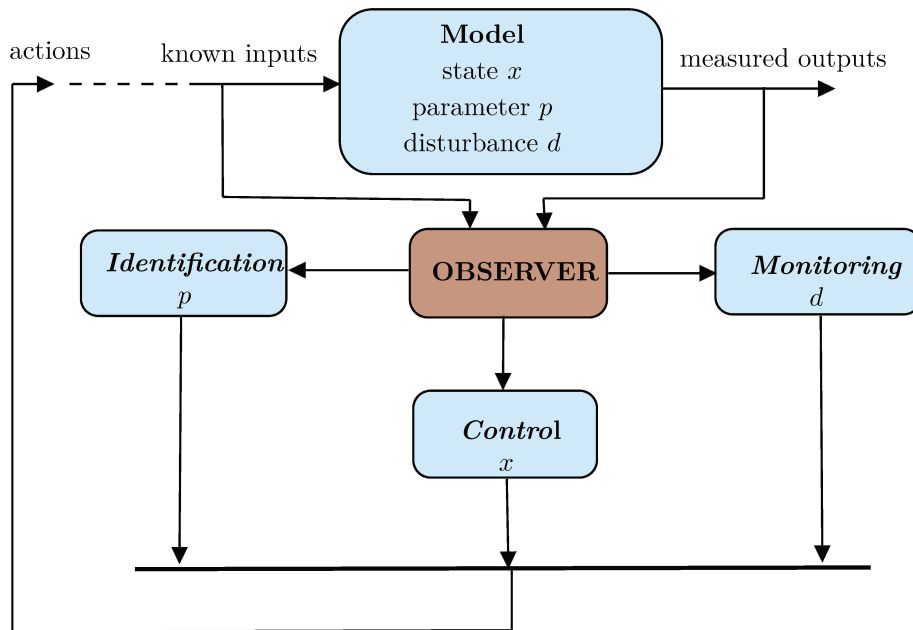 actions
known inputs
Model
state x
parameter p
disturbance d
measured outputs
Identification
p
OBSERVER
Monitoring
d
Control
x